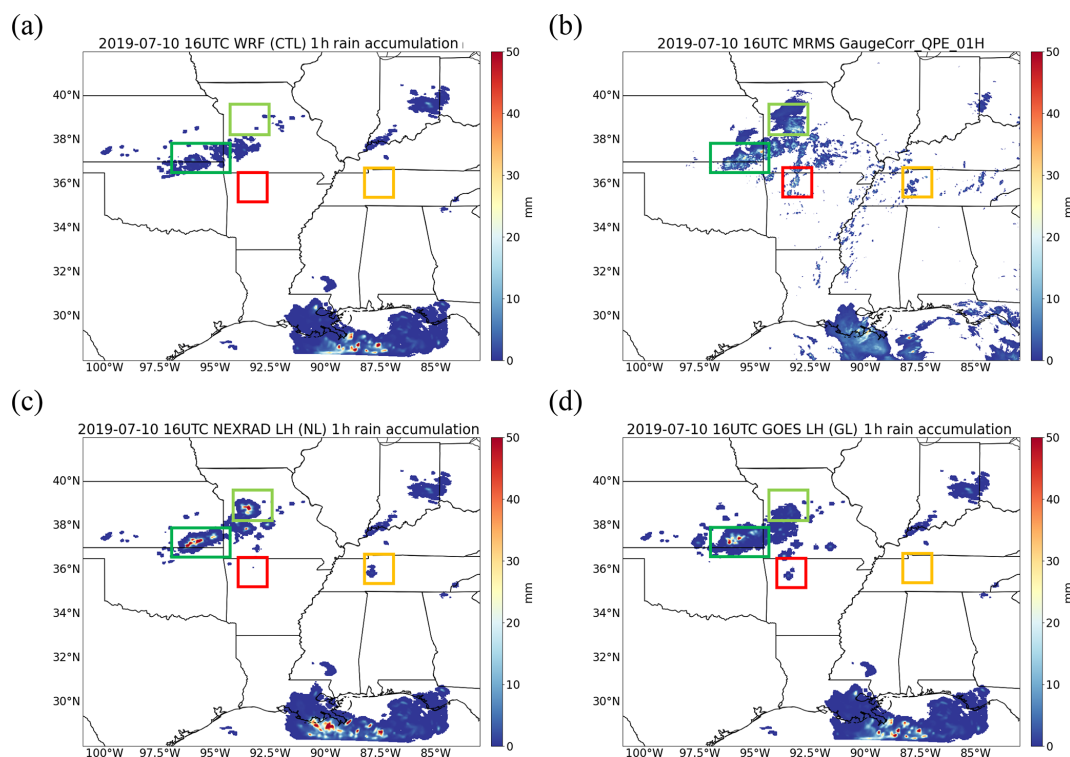 (a)
2019-07-10 16UTC WRF (CTL) 1h rain accumulation
40°N
38°N
36°N
34°N
32°N
30°N
100°W 97.5°W 95°W 92.5°W 90°W 87.5°W 85°W
50
40
30
20
10
0
mm
(b)
2019-07-10 16UTC MRMS GaugeCorr_QPE_01H
40°N
38°N
36°N
34°N
32°N
30°N
100°W 97.5°W 95°W 92.5°W 90°W 87.5°W 85°W
50
40
30
20
10
0
mm
(c)
2019-07-10 16UTC NEXRAD LH (NL) 1h rain accumulation
40°N
38°N
36°N
34°N
32°N
30°N
100°W 97.5°W 95°W 92.5°W 90°W 87.5°W 85°W
50
40
30
20
10
0
mm
(d)
2019-07-10 16UTC GOES LH (GL) 1h rain accumulation
40°N
38°N
36°N
34°N
32°N
30°N
100°W 97.5°W 95°W 92.5°W 90°W 87.5°W 85°W
50
40
30
20
10
0
mm